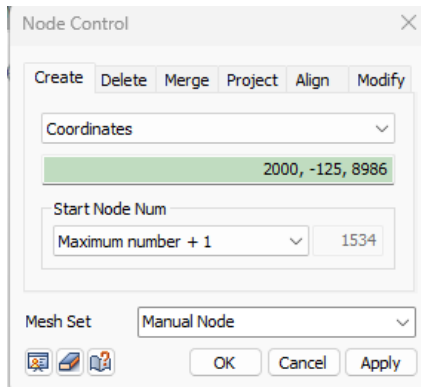 Node Control
Create Delete Merge Project Align Modify
Coordinates
2000, -125, 8986
Start Node Num
Maximum number + 1 1534
Mesh Set Manual Node
OK Cancel Apply